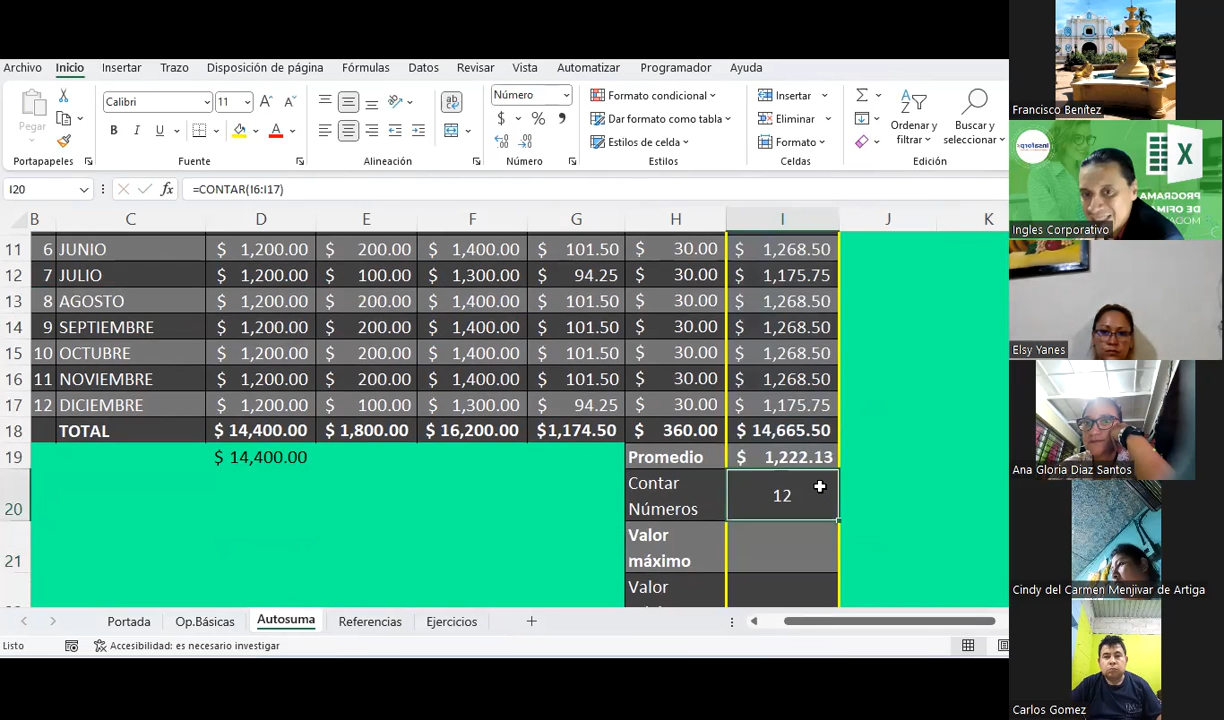 Archivo Inicio Insertar Trazo Disposición de página Fórmulas Datos Revisar Vista Automatizar Programador Ayuda
Pegar
Calibri 11
N K S
ab
Número
$ % ,
Formato condicional
Dar formato como tabla
Estilos de celda
Insertar
Eliminar
Formato
Ordenar y filtrar
Buscar y seleccionar
Portapapeles Fuente Alineación Número Estilos Celdas Edición
I20 fx =CONTAR(I6:I17)
B C D E F G H I J K
11 6 JUNIO $ 1,200.00 $ 200.00 $ 1,400.00 $ 101.50 $ 30.00 $ 1,268.50
12 7 JULIO $ 1,200.00 $ 100.00 $ 1,300.00 $ 94.25 $ 30.00 $ 1,175.75
13 8 AGOSTO $ 1,200.00 $ 200.00 $ 1,400.00 $ 101.50 $ 30.00 $ 1,268.50
14 9 SEPTIEMBRE $ 1,200.00 $ 200.00 $ 1,400.00 $ 101.50 $ 30.00 $ 1,268.50
15 10 OCTUBRE $ 1,200.00 $ 200.00 $ 1,400.00 $ 101.50 $ 30.00 $ 1,268.50
16 11 NOVIEMBRE $ 1,200.00 $ 200.00 $ 1,400.00 $ 101.50 $ 30.00 $ 1,268.50
17 12 DICIEMBRE $ 1,200.00 $ 100.00 $ 1,300.00 $ 94.25 $ 30.00 $ 1,175.75
18 TOTAL $ 14,400.00 $ 1,800.00 $ 16,200.00 $1,174.50 $ 360.00 $ 14,665.50
19 $ 14,400.00 Promedio $ 1,222.13
20 Contar Números 12
21 Valor máximo
Valor
Portada Op.Básicas Autosuma Referencias Ejercicios +
Listo Accesibilidad: es necesario investigar
Francisco Benítez
Insaforp
X
PROGRAMA
DE OFIMA
MODA
Ingles Corporativo
Elsy Yanes
Ana Gloria Diaz Santos
Cindy del Carmen Menjivar de Artiga
Carlos Gomez